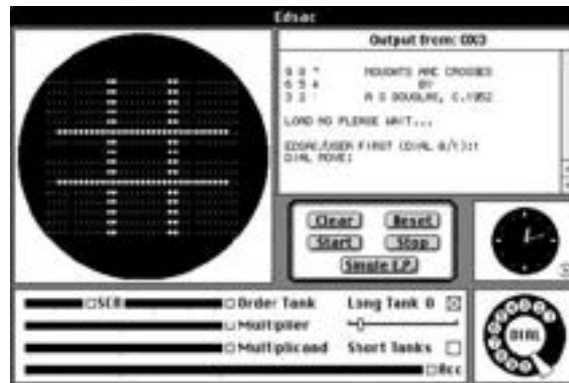 Edsac
Output from: OXO
9 8 7 NOUGHTS AND CROSSES
6 5 4 BY
3 2 1 A S DOUGLAS, C.1952
LOADING PLEASE WAIT...
EDSAC/USER FIRST (DIAL 0/1):1
DIAL MOVE:
Clear Reset
Start Stop
Single E.P.
SCR Order Tank Long Tank 0
Multiplier
Multiplicand Short Tanks
Acc
DIAL